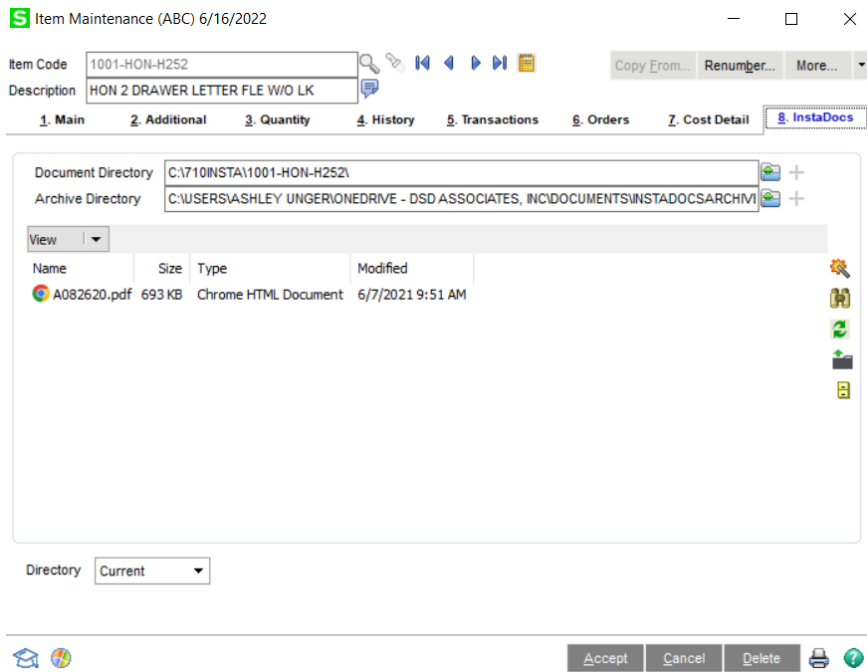 S Item Maintenance (ABC) 6/16/2022
Item Code 1001-HON-H252 Copy From... Renumber... More...
Description HON 2 DRAWER LETTER FLE W/O LK
1. Main 2. Additional 3. Quantity 4. History 5. Transactions 6. Orders 7. Cost Detail 8. InstaDocs
Document Directory C:\710INSTA\1001-HON-H252\
Archive Directory C:\USERS\ASHLEY UNGER\ONEDRIVE - DSD ASSOCIATES, INC\DOCUMENTS\INSTADOCSARCHIVE
View
Name Size Type Modified
A082620.pdf 693 KB Chrome HTML Document 6/7/2021 9:51 AM
Directory Current
Accept Cancel Delete